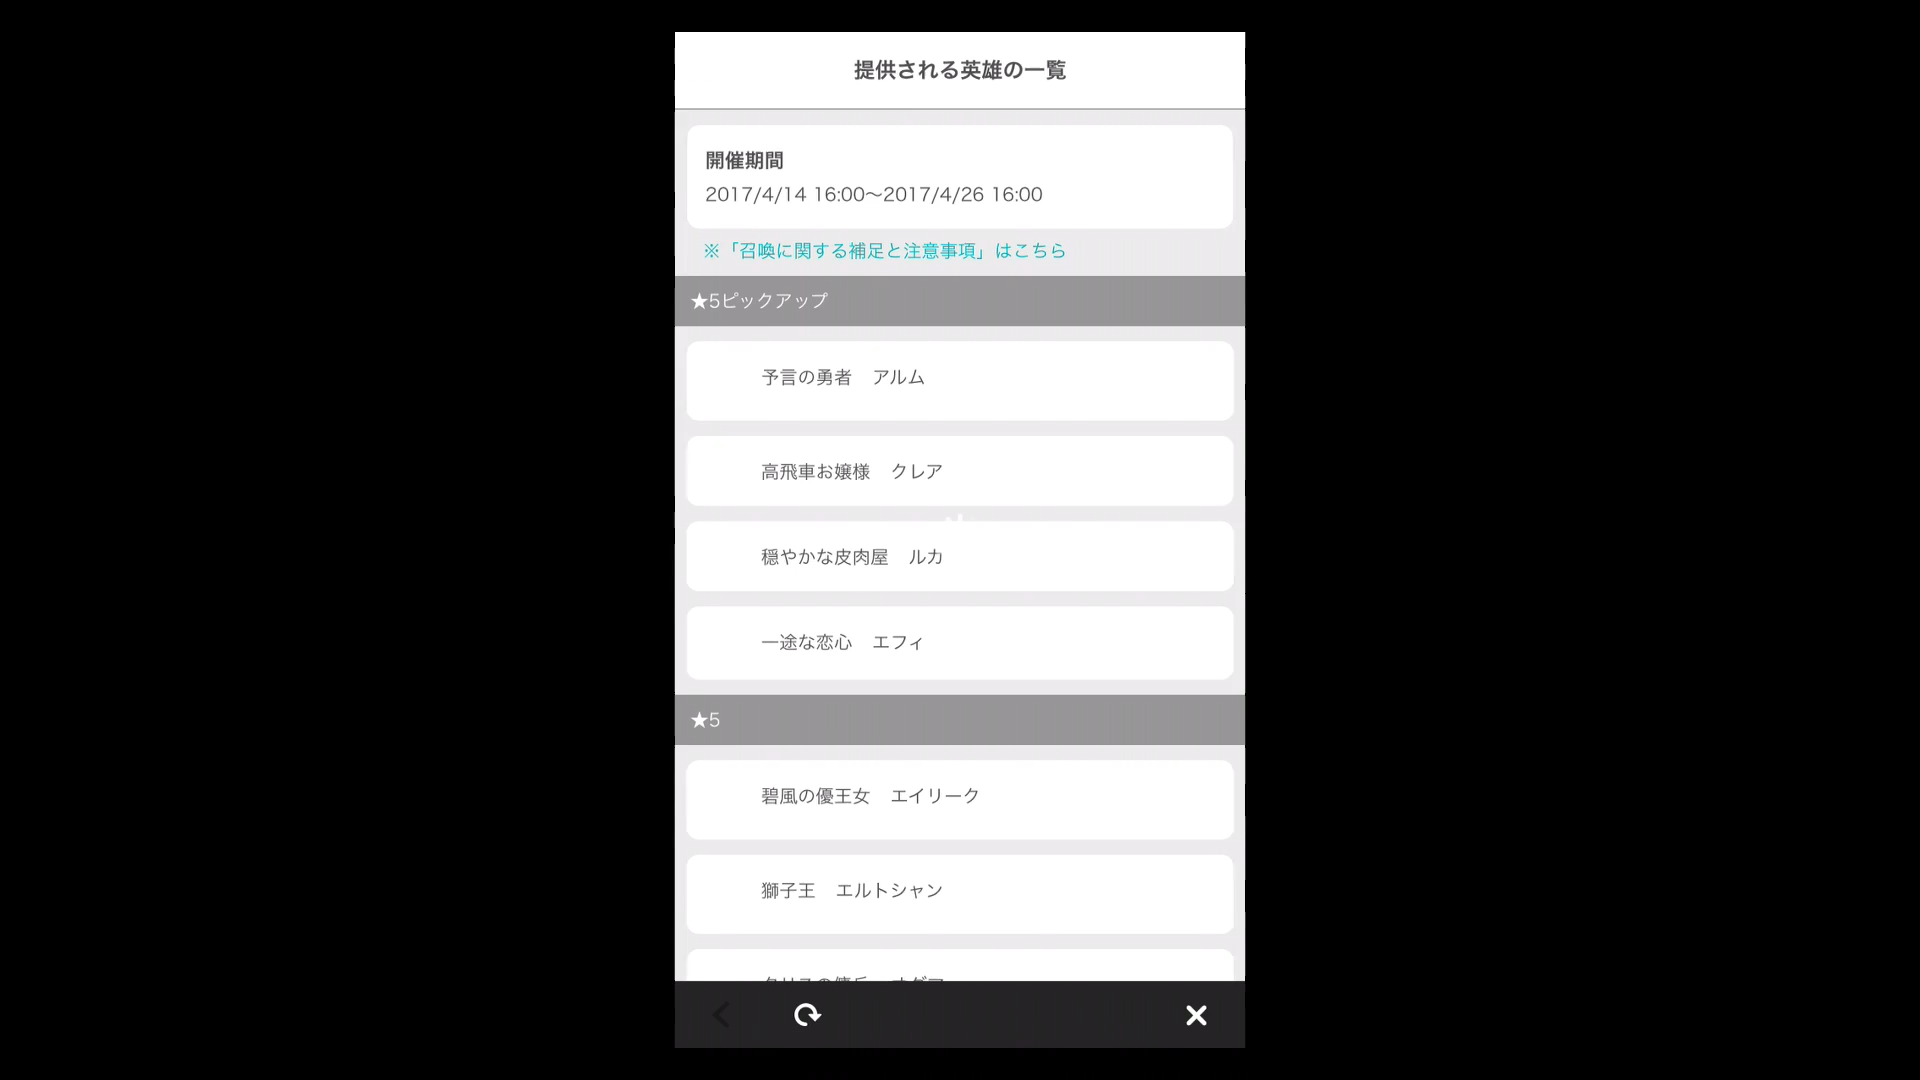 提供される英雄の一覧
開催期間
2017/4/14 16:00〜2017/4/26 16:00
※「召喚に関する補足と注意事項」はこちら
★5ピックアップ
予言の勇者　アルム
高飛車お嬢様　クレア
穏やかな皮肉屋　ルカ
一途な恋心　エフィ
★5
碧風の優王女　エイリーク
獅子王　エルトシャン